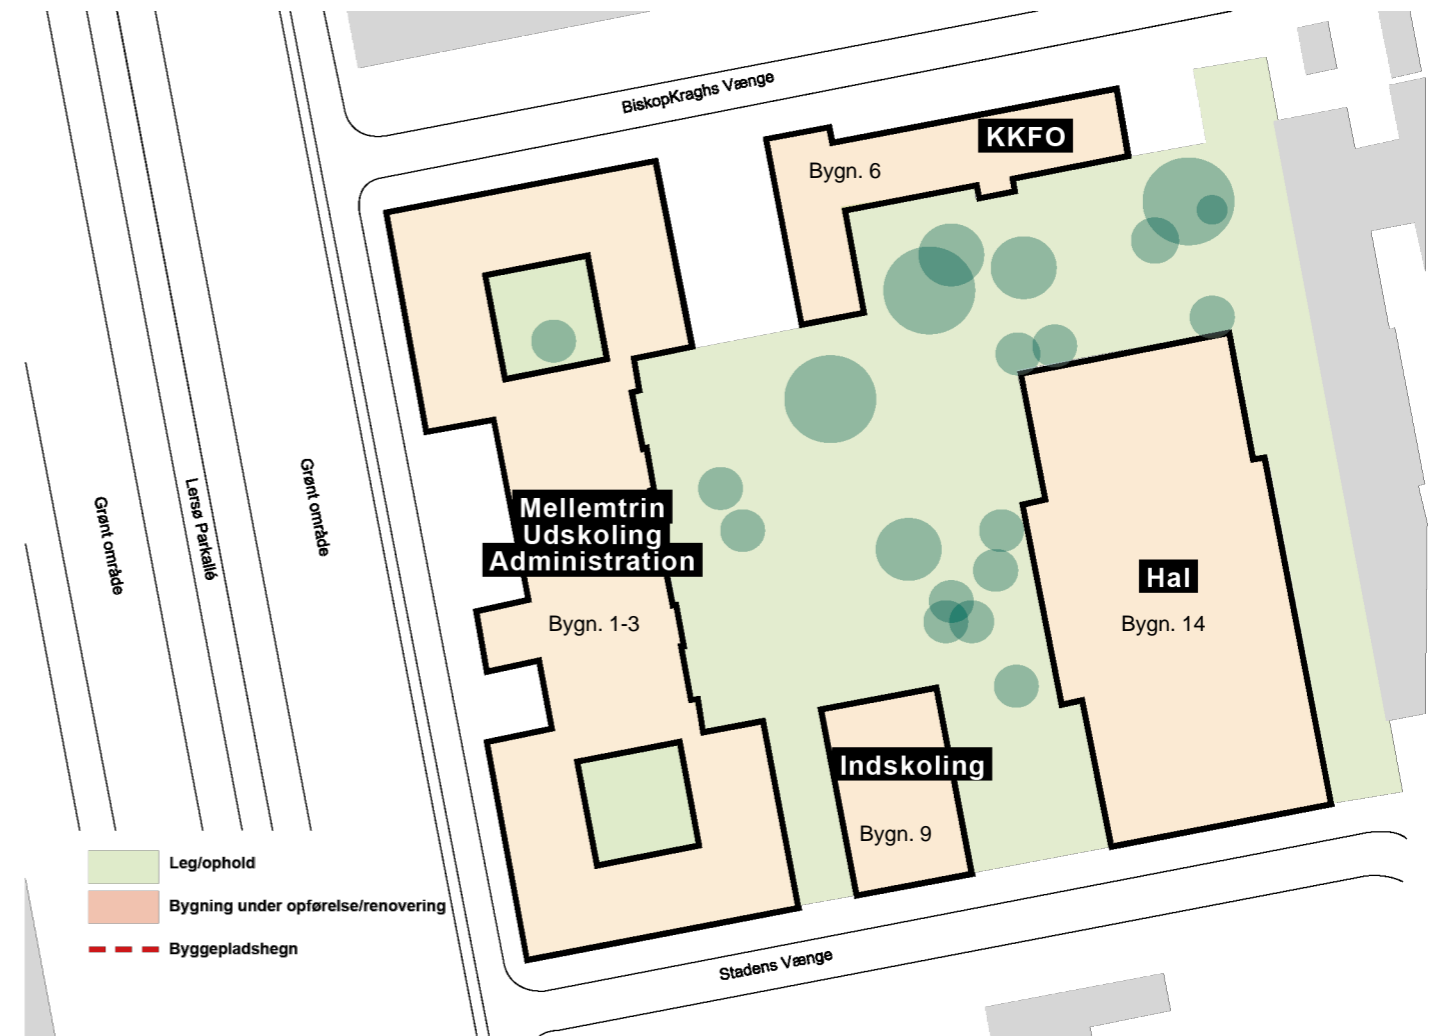 BiskopKraghs Vænge
KKFO
Bygn. 6
Grønt område
Lersø Parkallé
Grønt område
Mellemtrin
Udskoling
Administration
Bygn. 1-3
Hal
Bygn. 14
Indskoling
Bygn. 9
Leg/ophold
Bygning under opførelse/renovering
Byggepladshegn
Stadens Vænge